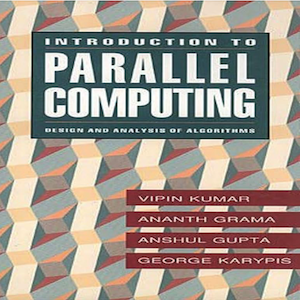 INTRODUCTION TO
PARALLEL
COMPUTING
DESIGN AND ANALYSIS OF ALGORITHMS
VIPIN KUMAR
ANANTH GRAMA
ANSHUL GUPTA
GEORGE KARYPIS